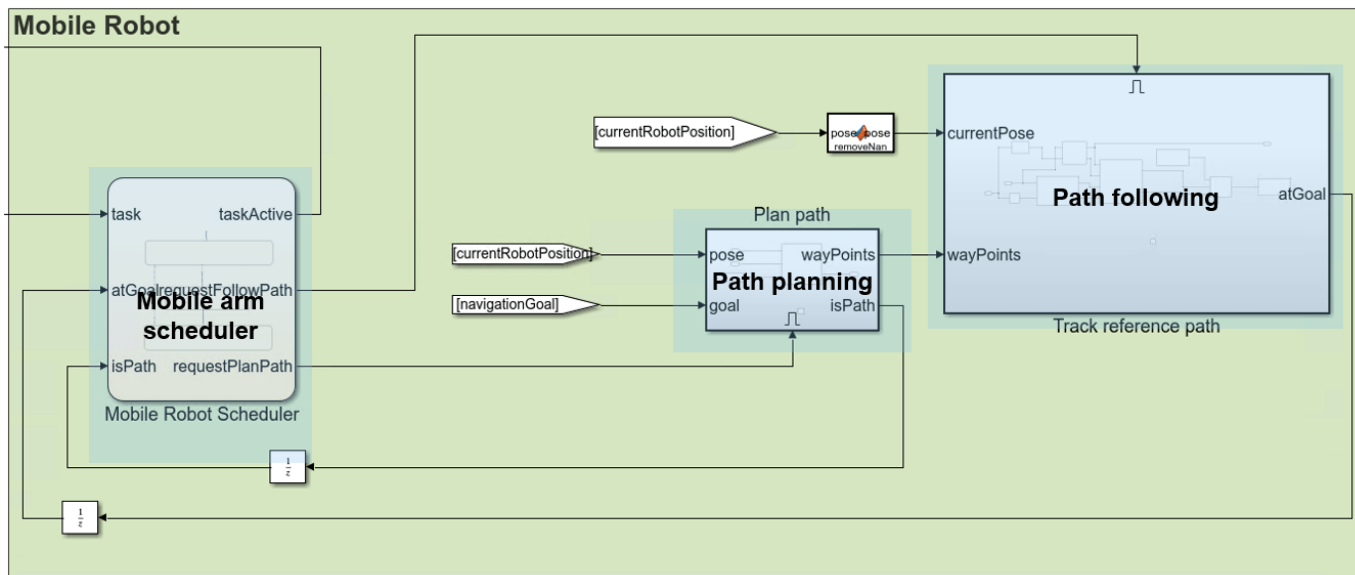 Mobile Robot
[currentRobotPosition]
pose pose
removeNan
currentPose
Path following
atGoal
wayPoints
Track reference path
task
taskActive
atGoal
requestFollowPath
Mobile arm
scheduler
isPath
requestPlanPath
Mobile Robot Scheduler
Plan path
[currentRobotPosition]
pose
wayPoints
Path planning
[navigationGoal]
goal
isPath
1
z
1
z